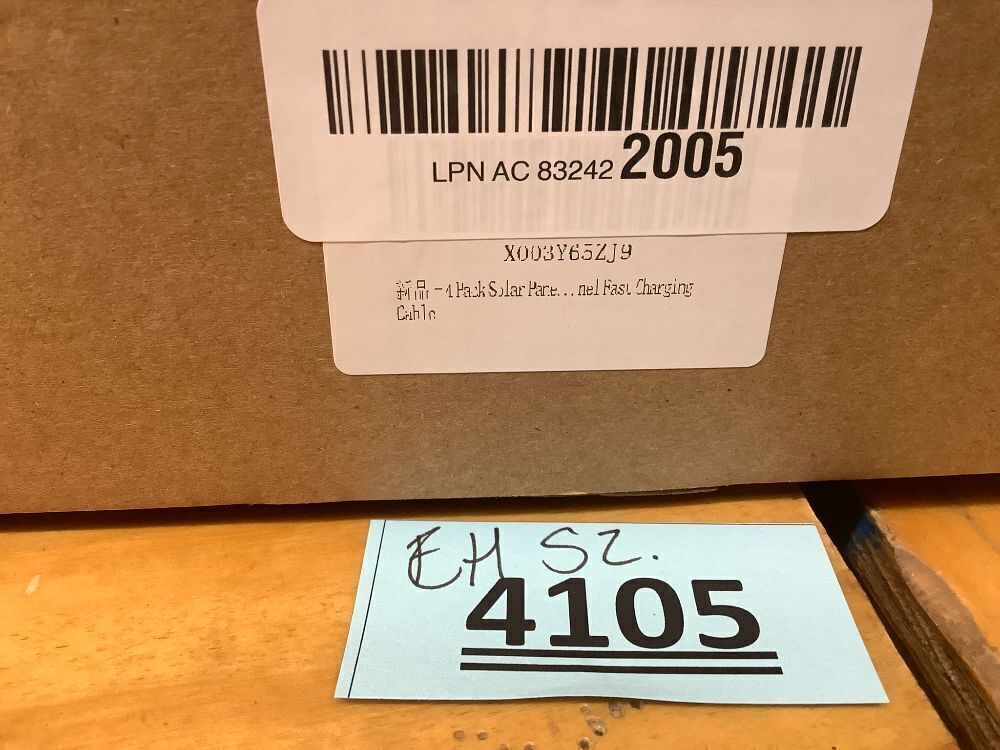 LPN AC 83242 2005
X003Y65ZJ9
新品 - 4 Pack Solar Pane...nel Fast Charging
Cable
EH SZ.
4105